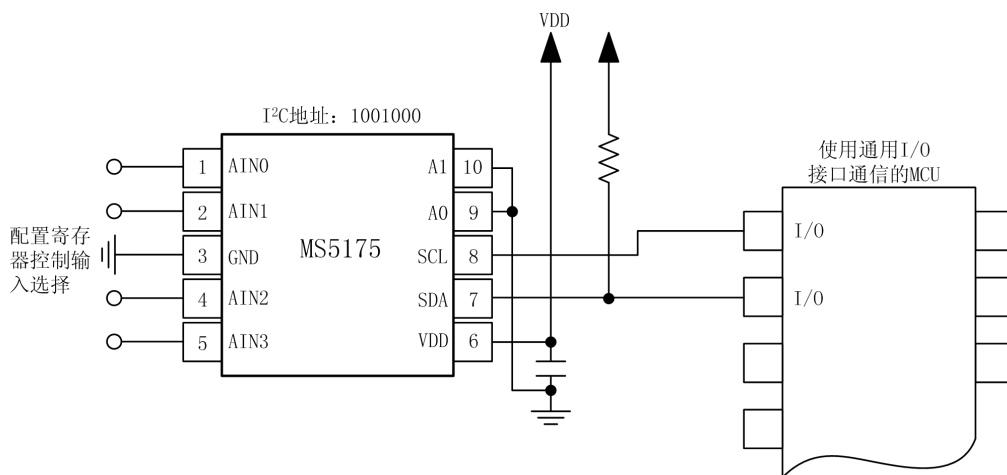 VDD
I²C地址：1001000
使用通用I/O
接口通信的MCU
配置寄存
器控制输
入选择
MS5175
1 AIN0
2 AIN1
3 GND
4 AIN2
5 AIN3
A1 10
A0 9
SCL 8
SDA 7
VDD 6
I/O
I/O